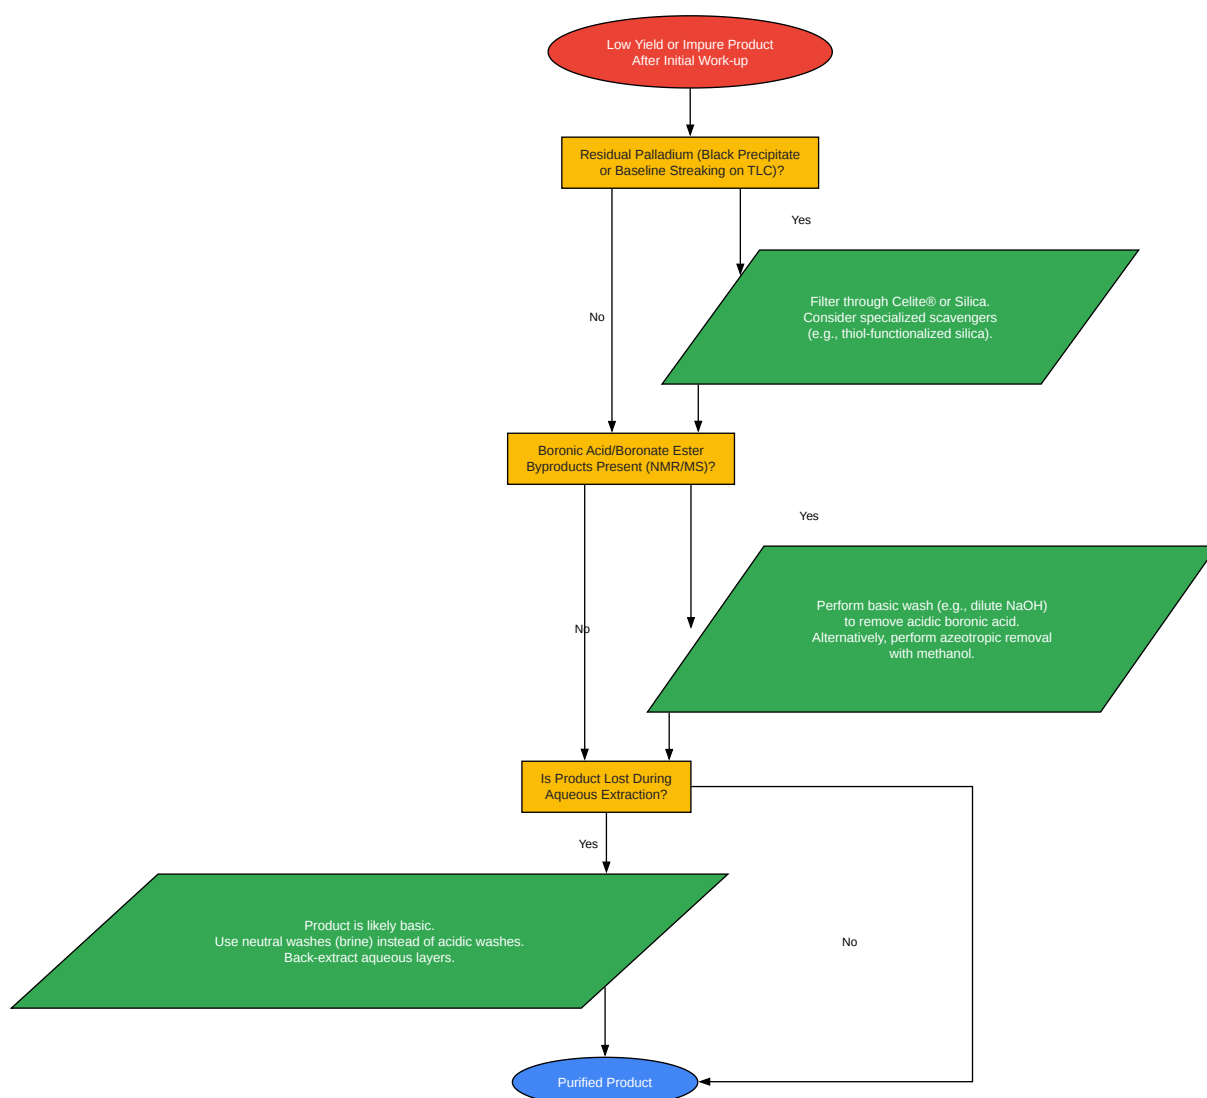 Low Yield or Impure Product
After Initial Work-up
Residual Palladium (Black Precipitate
or Baseline Streaking on TLC)?
Yes
Filter through Celite® or Silica.
Consider specialized scavengers
(e.g., thiol-functionalized silica).
No
Boronic Acid/Boronate Ester
Byproducts Present (NMR/MS)?
Yes
Perform basic wash (e.g., dilute NaOH)
to remove acidic boronic acid.
Alternatively, perform azeotropic removal
with methanol.
No
Is Product Lost During
Aqueous Extraction?
Yes
Product is likely basic.
Use neutral washes (brine) instead of acidic washes.
Back-extract aqueous layers.
No
Purified Product